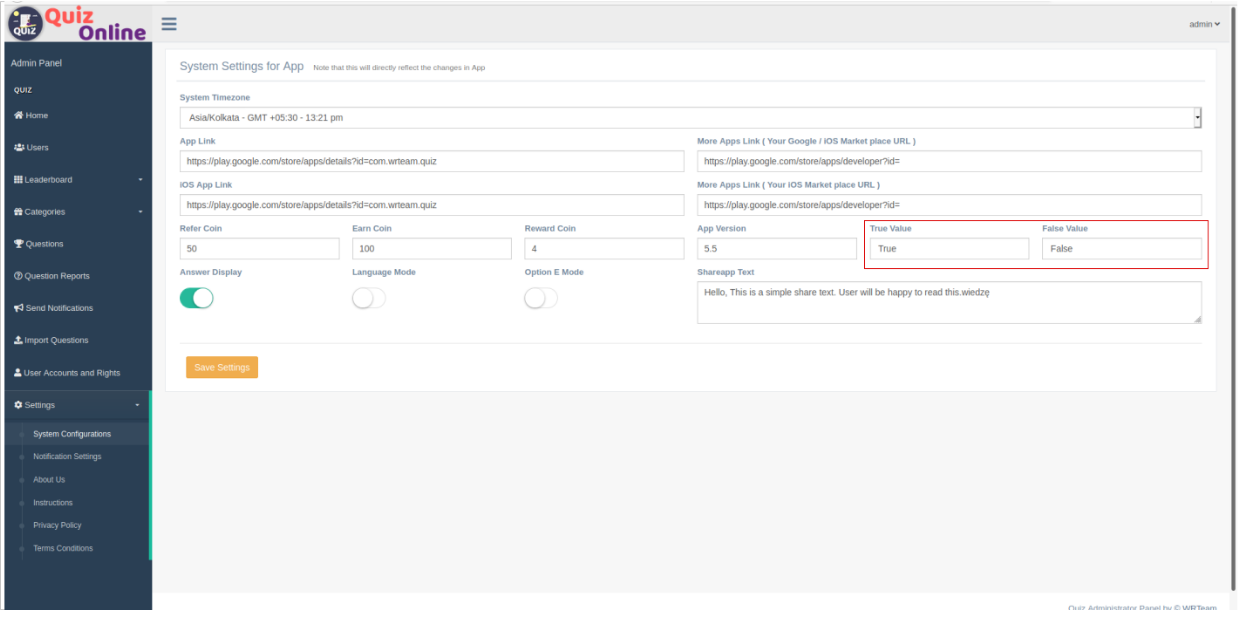 Quiz
Online
QUIZ
admin
Admin Panel
QUIZ
Home
Users
Leaderboard
Categories
Questions
Question Reports
Send Notifications
Import Questions
User Accounts and Rights
Settings
System Configurations
Notification Settings
About Us
Instructions
Privacy Policy
Terms Conditions
System Settings for App Note that this will directly reflect the changes in App
System Timezone
Asia/Kolkata - GMT +05:30 - 13:21 pm
App Link More Apps Link ( Your Google / iOS Market place URL )
https://play.google.com/store/apps/details?id=com.wrteam.quiz https://play.google.com/store/apps/developer?id=
iOS App Link More Apps Link ( Your iOS Market place URL )
https://play.google.com/store/apps/details?id=com.wrteam.quiz https://play.google.com/store/apps/developer?id=
Refer Coin Earn Coin Reward Coin App Version True Value False Value
50 100 4 5.5 True False
Answer Display Language Mode Option E Mode Shareapp Text
Hello, This is a simple share text. User will be happy to read this.wiedzę
Save Settings
Quiz Administrator Panel by © WRTeam